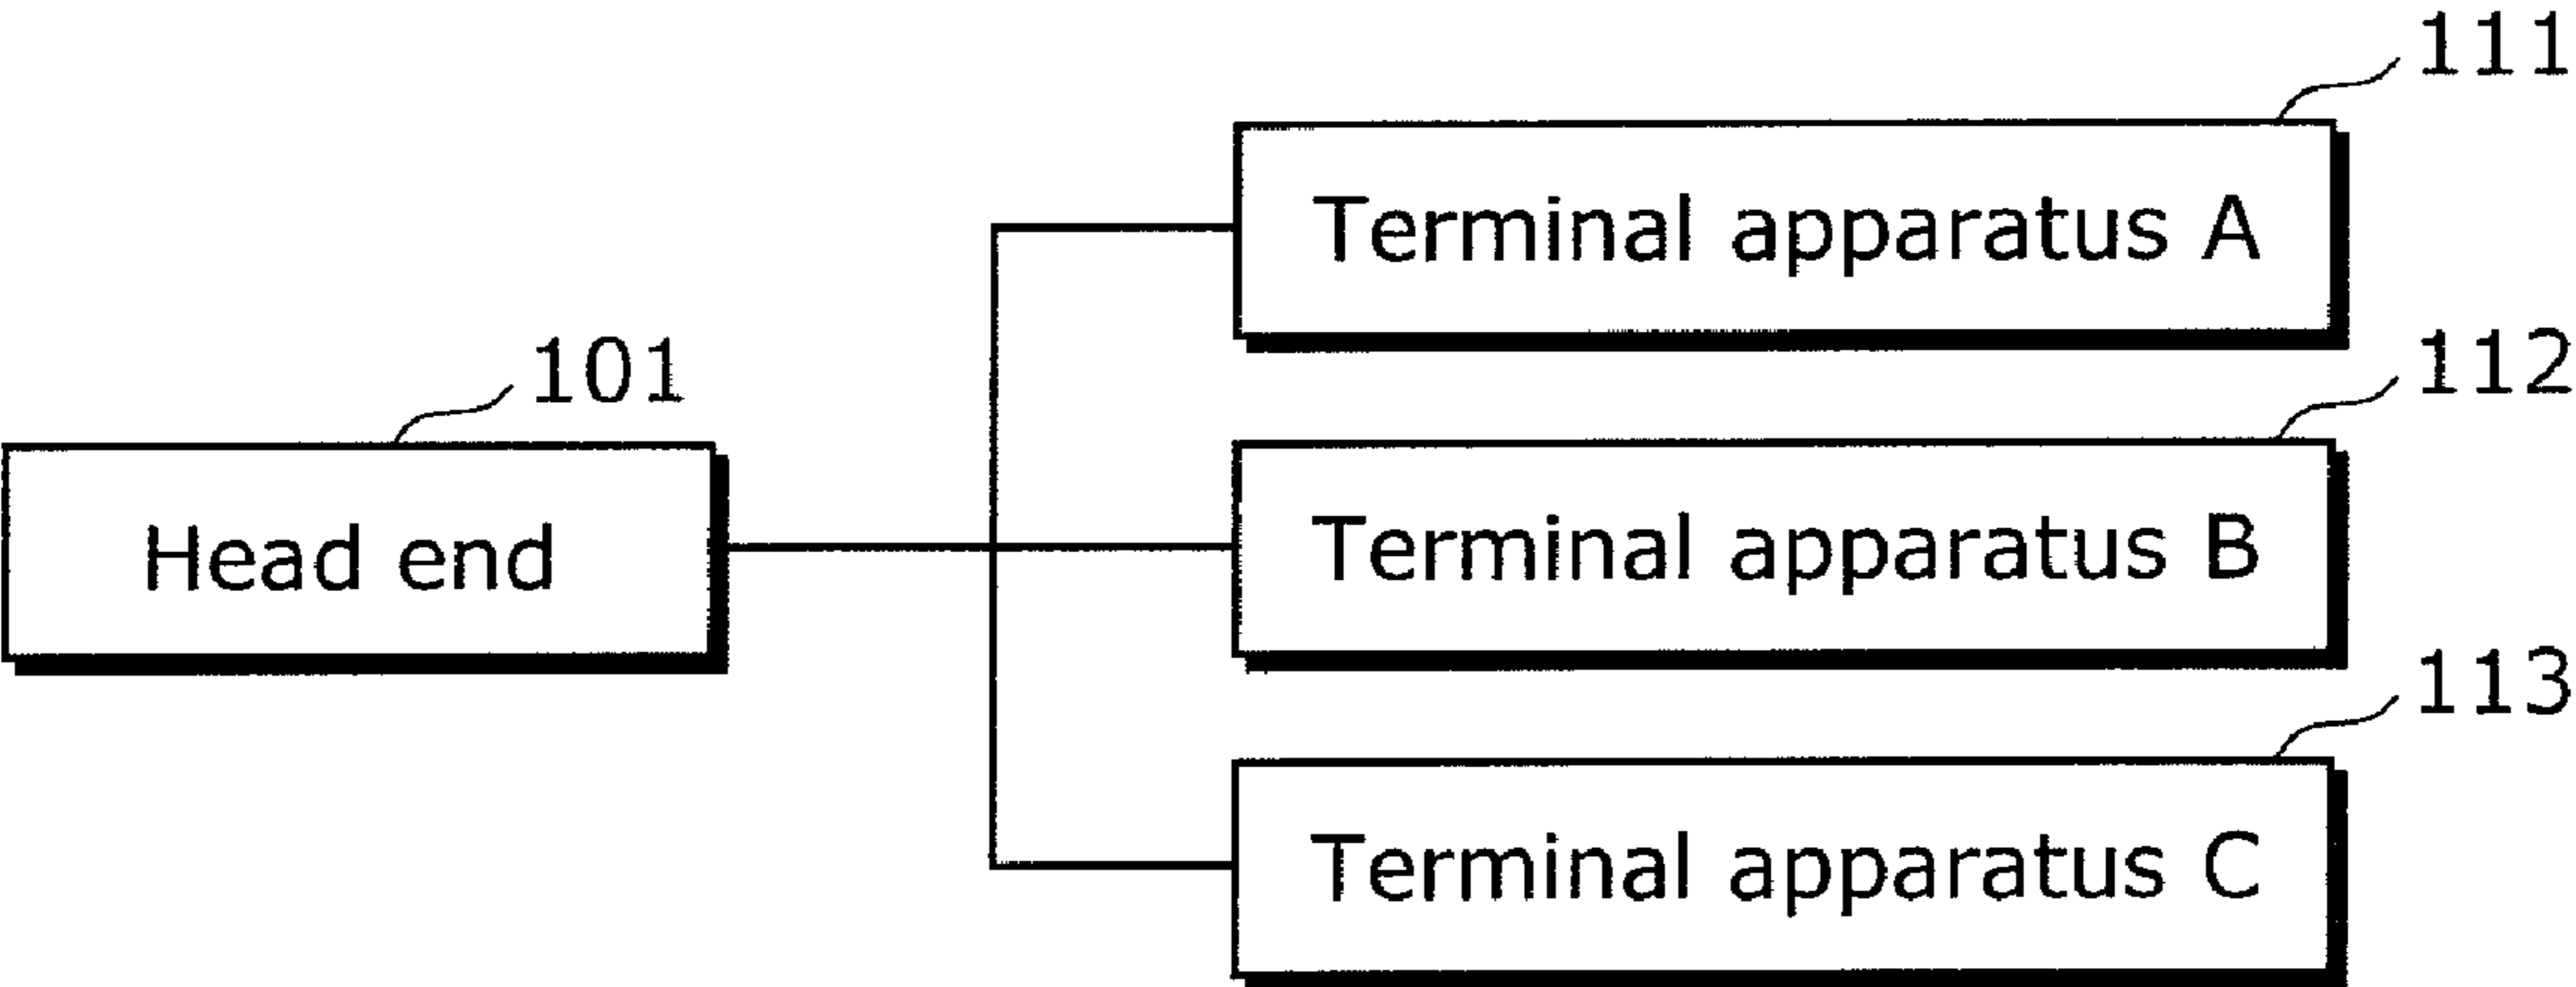 111
Terminal apparatus A
101
112
Head end
Terminal apparatus B
113
Terminal apparatus C